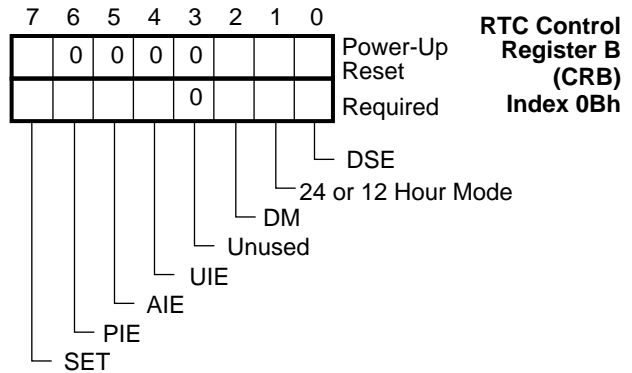 7 6 5 4 3 2 1 0
RTC Control
Register B
(CRB)
Index 0Bh
0 0 0 0
Power-Up
Reset
0
Required
DSE
24 or 12 Hour Mode
DM
Unused
UIE
AIE
PIE
SET